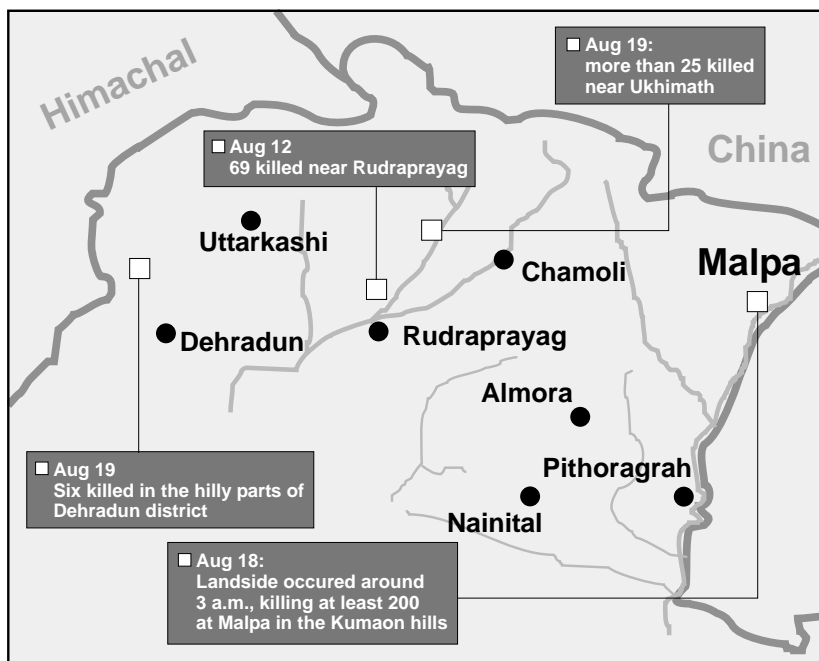 Himachal
Aug 19:
more than 25 killed
near Ukhimath
China
Aug 12
69 killed near Rudraprayag
Uttarkashi
Chamoli
Malpa
Dehradun
Rudraprayag
Almora
Pithoragrah
Nainital
Aug 19
Six killed in the hilly parts of
Dehradun district
Aug 18:
Landside occured around
3 a.m., killing at least 200
at Malpa in the Kumaon hills